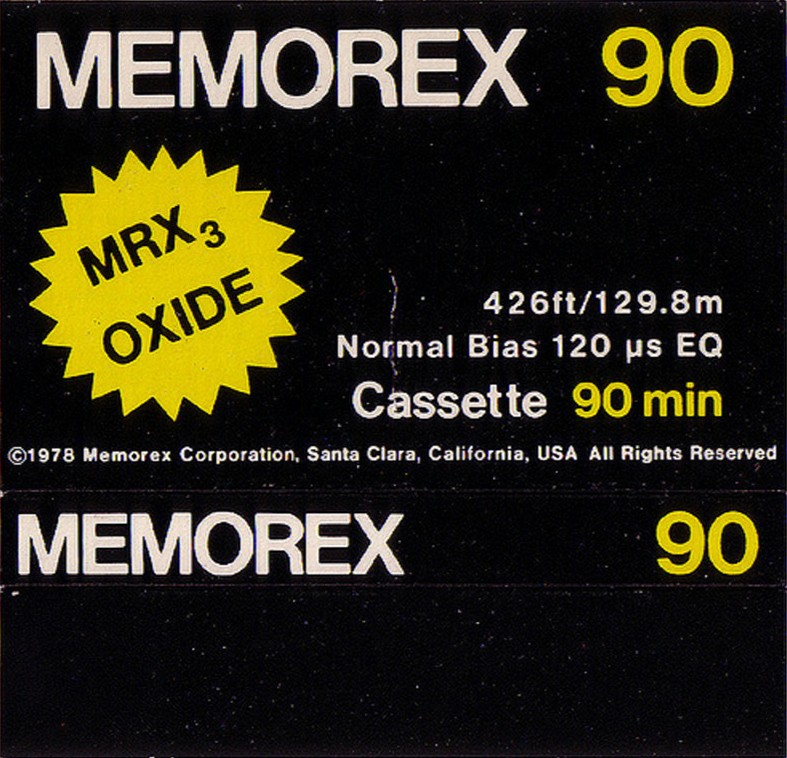 MEMOREX 90
MRX3
OXIDE
426ft/129.8m
Normal Bias 120 µs EQ
Cassette 90 min
©1978 Memorex Corporation, Santa Clara, California, USA All Rights Reserved
MEMOREX 90